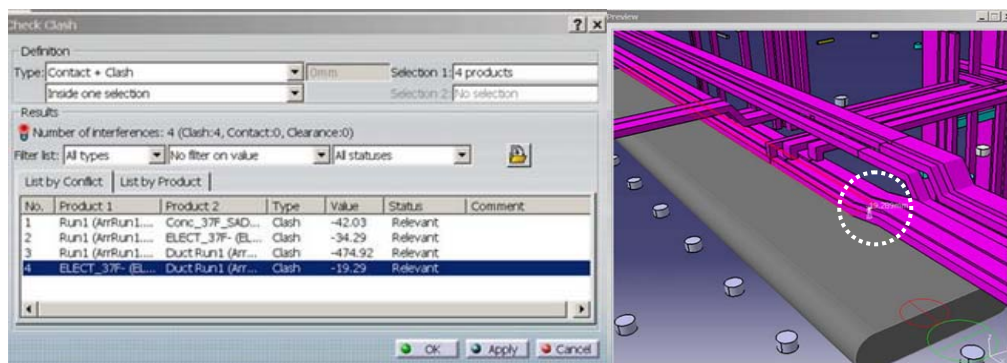 Check Clash
Preview
Definition
Type: Contact + Clash 0mm Selection 1: 4 products
Inside one selection Selection 2: No selection
Results
Number of interferences: 4 (Clash:4, Contact:0, Clearance:0)
Filter list: All types No filter on value All statuses
List by Conflict List by Product
No. Product 1 Product 2 Type Value Status Comment
1 Run1 (ArrRun1.... Conc_37F_SAD... Clash -42.03 Relevant
2 Run1 (ArrRun1.... ELECT_37F- (EL... Clash -34.29 Relevant
3 Run1 (ArrRun1.... Duct Run1 (Arr... Clash -474.92 Relevant
4 ELECT_37F- (EL... Duct Run1 (Arr... Clash -19.29 Relevant
OK Apply Cancel